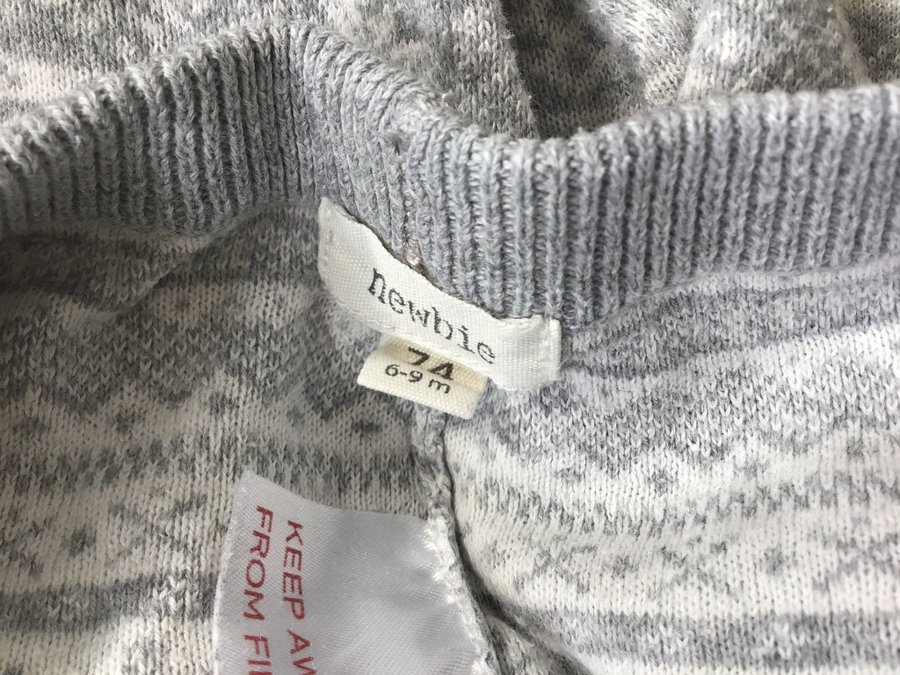 newbie
74
6-9 m
KEEP AW
FROM FI